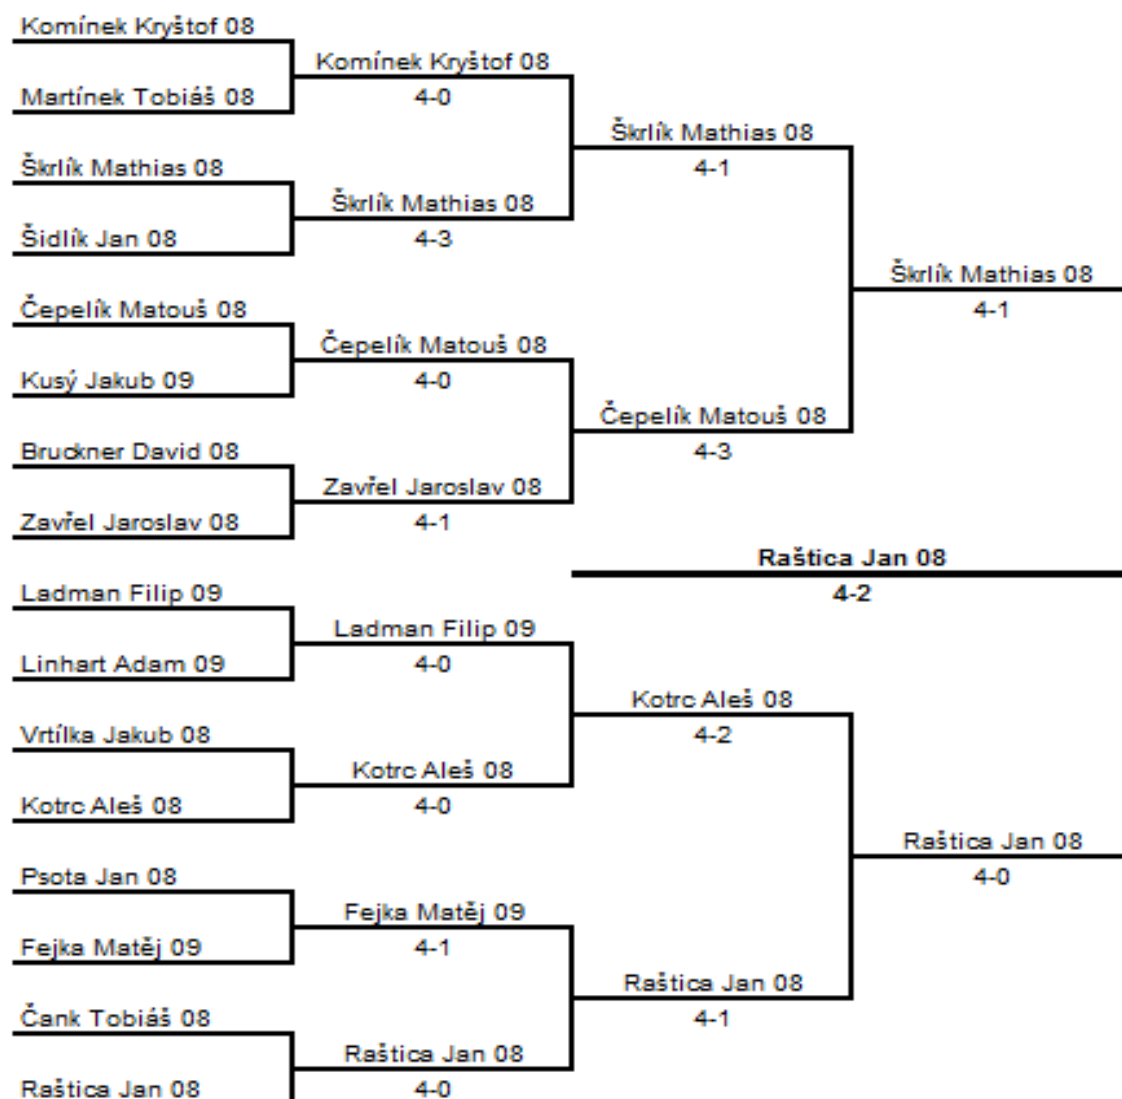 Komínek Kryštof 08
Komínek Kryštof 08
4-0
Martínek Tobiáš 08
Škrlík Mathias 08
4-1
Škrlík Mathias 08
Škrlík Mathias 08
4-3
Šidlík Jan 08
Škrlík Mathias 08
4-1
Čepelík Matouš 08
Čepelík Matouš 08
4-0
Kusý Jakub 09
Čepelík Matouš 08
4-3
Bruckner David 08
Zavřel Jaroslav 08
4-1
Zavřel Jaroslav 08
Raštica Jan 08
4-2
Ladman Filip 09
Ladman Filip 09
4-0
Linhart Adam 09
Kotrc Aleš 08
4-2
Vrtílka Jakub 08
Kotrc Aleš 08
4-0
Kotrc Aleš 08
Raštica Jan 08
4-0
Psota Jan 08
Fejka Matěj 09
4-1
Fejka Matěj 09
Raštica Jan 08
4-1
Čank Tobiáš 08
Raštica Jan 08
4-0
Raštica Jan 08